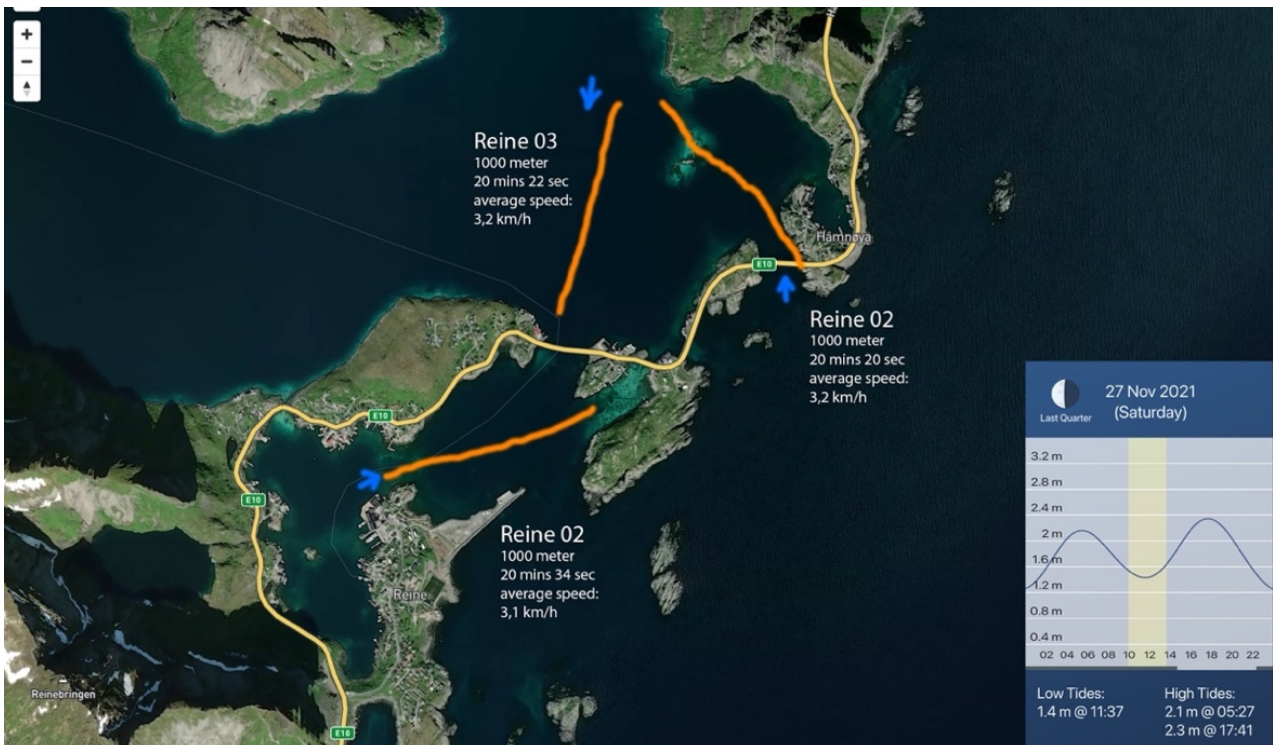 Reine 03
1000 meter
20 mins 22 sec
average speed:
3,2 km/h
Hamnøya
E10
Reine 02
1000 meter
20 mins 20 sec
average speed:
3,2 km/h
E10
E10
Reine 02
1000 meter
20 mins 34 sec
average speed:
3,1 km/h
Reine
Reinebringen
E10
Last Quarter
27 Nov 2021
(Saturday)
3.2 m
2.8 m
2.4 m
2 m
1.6 m
1.2 m
0.8 m
0.4 m
02 04 06 08 10 12 14 16 18 20 22
Low Tides:
1.4 m @ 11:37
High Tides:
2.1 m @ 05:27
2.3 m @ 17:41